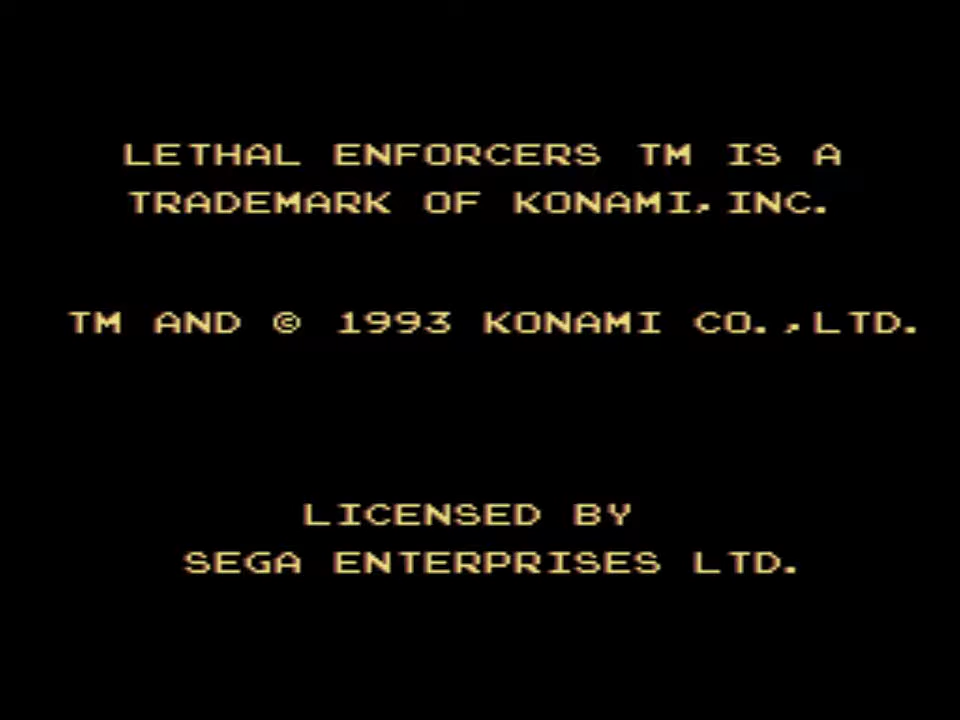 LETHAL ENFORCERS TM IS A
TRADEMARK OF KONAMI,INC.
TM AND © 1993 KONAMI CO.,LTD.
LICENSED BY
SEGA ENTERPRISES LTD.